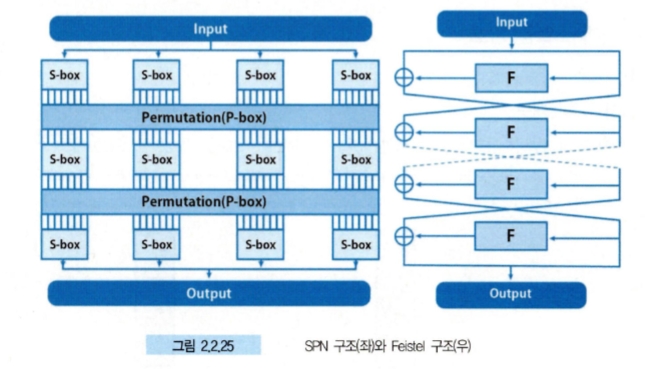 Input
S-box S-box S-box S-box
Permutation(P-box)
S-box S-box S-box S-box
Permutation(P-box)
S-box S-box S-box S-box
Output
Input
F
F
F
F
Output
그림 2.2.25 SPN 구조(좌)와 Feistel 구조(우)